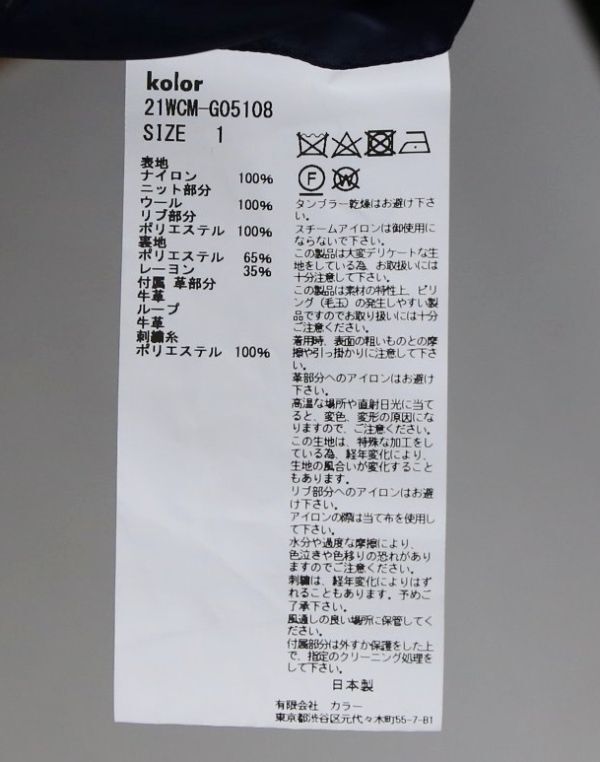 kolor
21WCM-G05108
SIZE 1
表地
ナイロン 100%
ニット部分
ウール 100%
リブ部分
ポリエステル 100%
裏地
ポリエステル 65%
レーヨン 35%
付属 革部分
牛革
ループ
牛革
刺繍糸
ポリエステル 100%
F
W
タンブラー乾燥はお避け下さ
い。
スチームアイロンは御使用に
ならないで下さい。
この製品は大変デリケートな生
地をしている為、お取扱いには
十分注意して下さい。
この製品は素材の特性上、ピリ
ング(毛玉)の発生しやすい製
品ですのでお取り扱いには十分
ご注意ください。
着用時、表面の粗いものとの摩
擦や引っ掛かりに注意して下さ
い。
革部分へのアイロンはお避け
下さい。
高温な場所や直射日光に当て
ると、変色、変形の原因にな
りますので、ご注意ください。
この生地は、特殊な加工をし
ている為、経年変化により、
生地の風合いが変化すること
もあります。
リブ部分へのアイロンはお避
け下さい。
アイロンの際は当て布を使用し
て下さい。
水分や過度な摩擦により、
色泣きや色移りの恐れがあり
ますのでご注意ください。
刺繍は、経年変化によりはず
れることもあります。予めご
了承下さい。
風通しの良い場所に保管してく
ださい。
付属部分は外すか保護をした上
で、指定のクリーニング処理を
して下さい。
日本製
有限会社 カラー
東京都渋谷区元代々木町55-7-B1